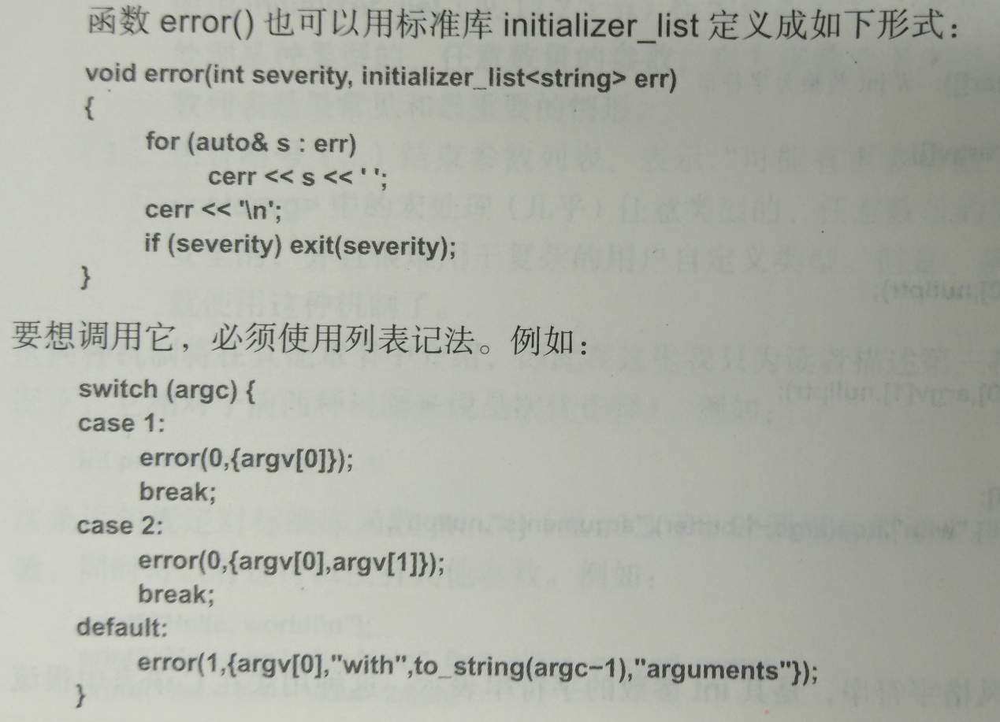 函数 error() 也可以用标准库 initializer_list 定义成如下形式：
void error(int severity, initializer_list<string> err)
{
for (auto& s : err)
cerr << s << ' ';
cerr << '\n';
if (severity) exit(severity);
}
要想调用它，必须使用列表记法。例如：
switch (argc) {
case 1:
error(0,{argv[0]});
break;
case 2:
error(0,{argv[0],argv[1]});
break;
default:
error(1,{argv[0],"with",to_string(argc−1),"arguments"});
}